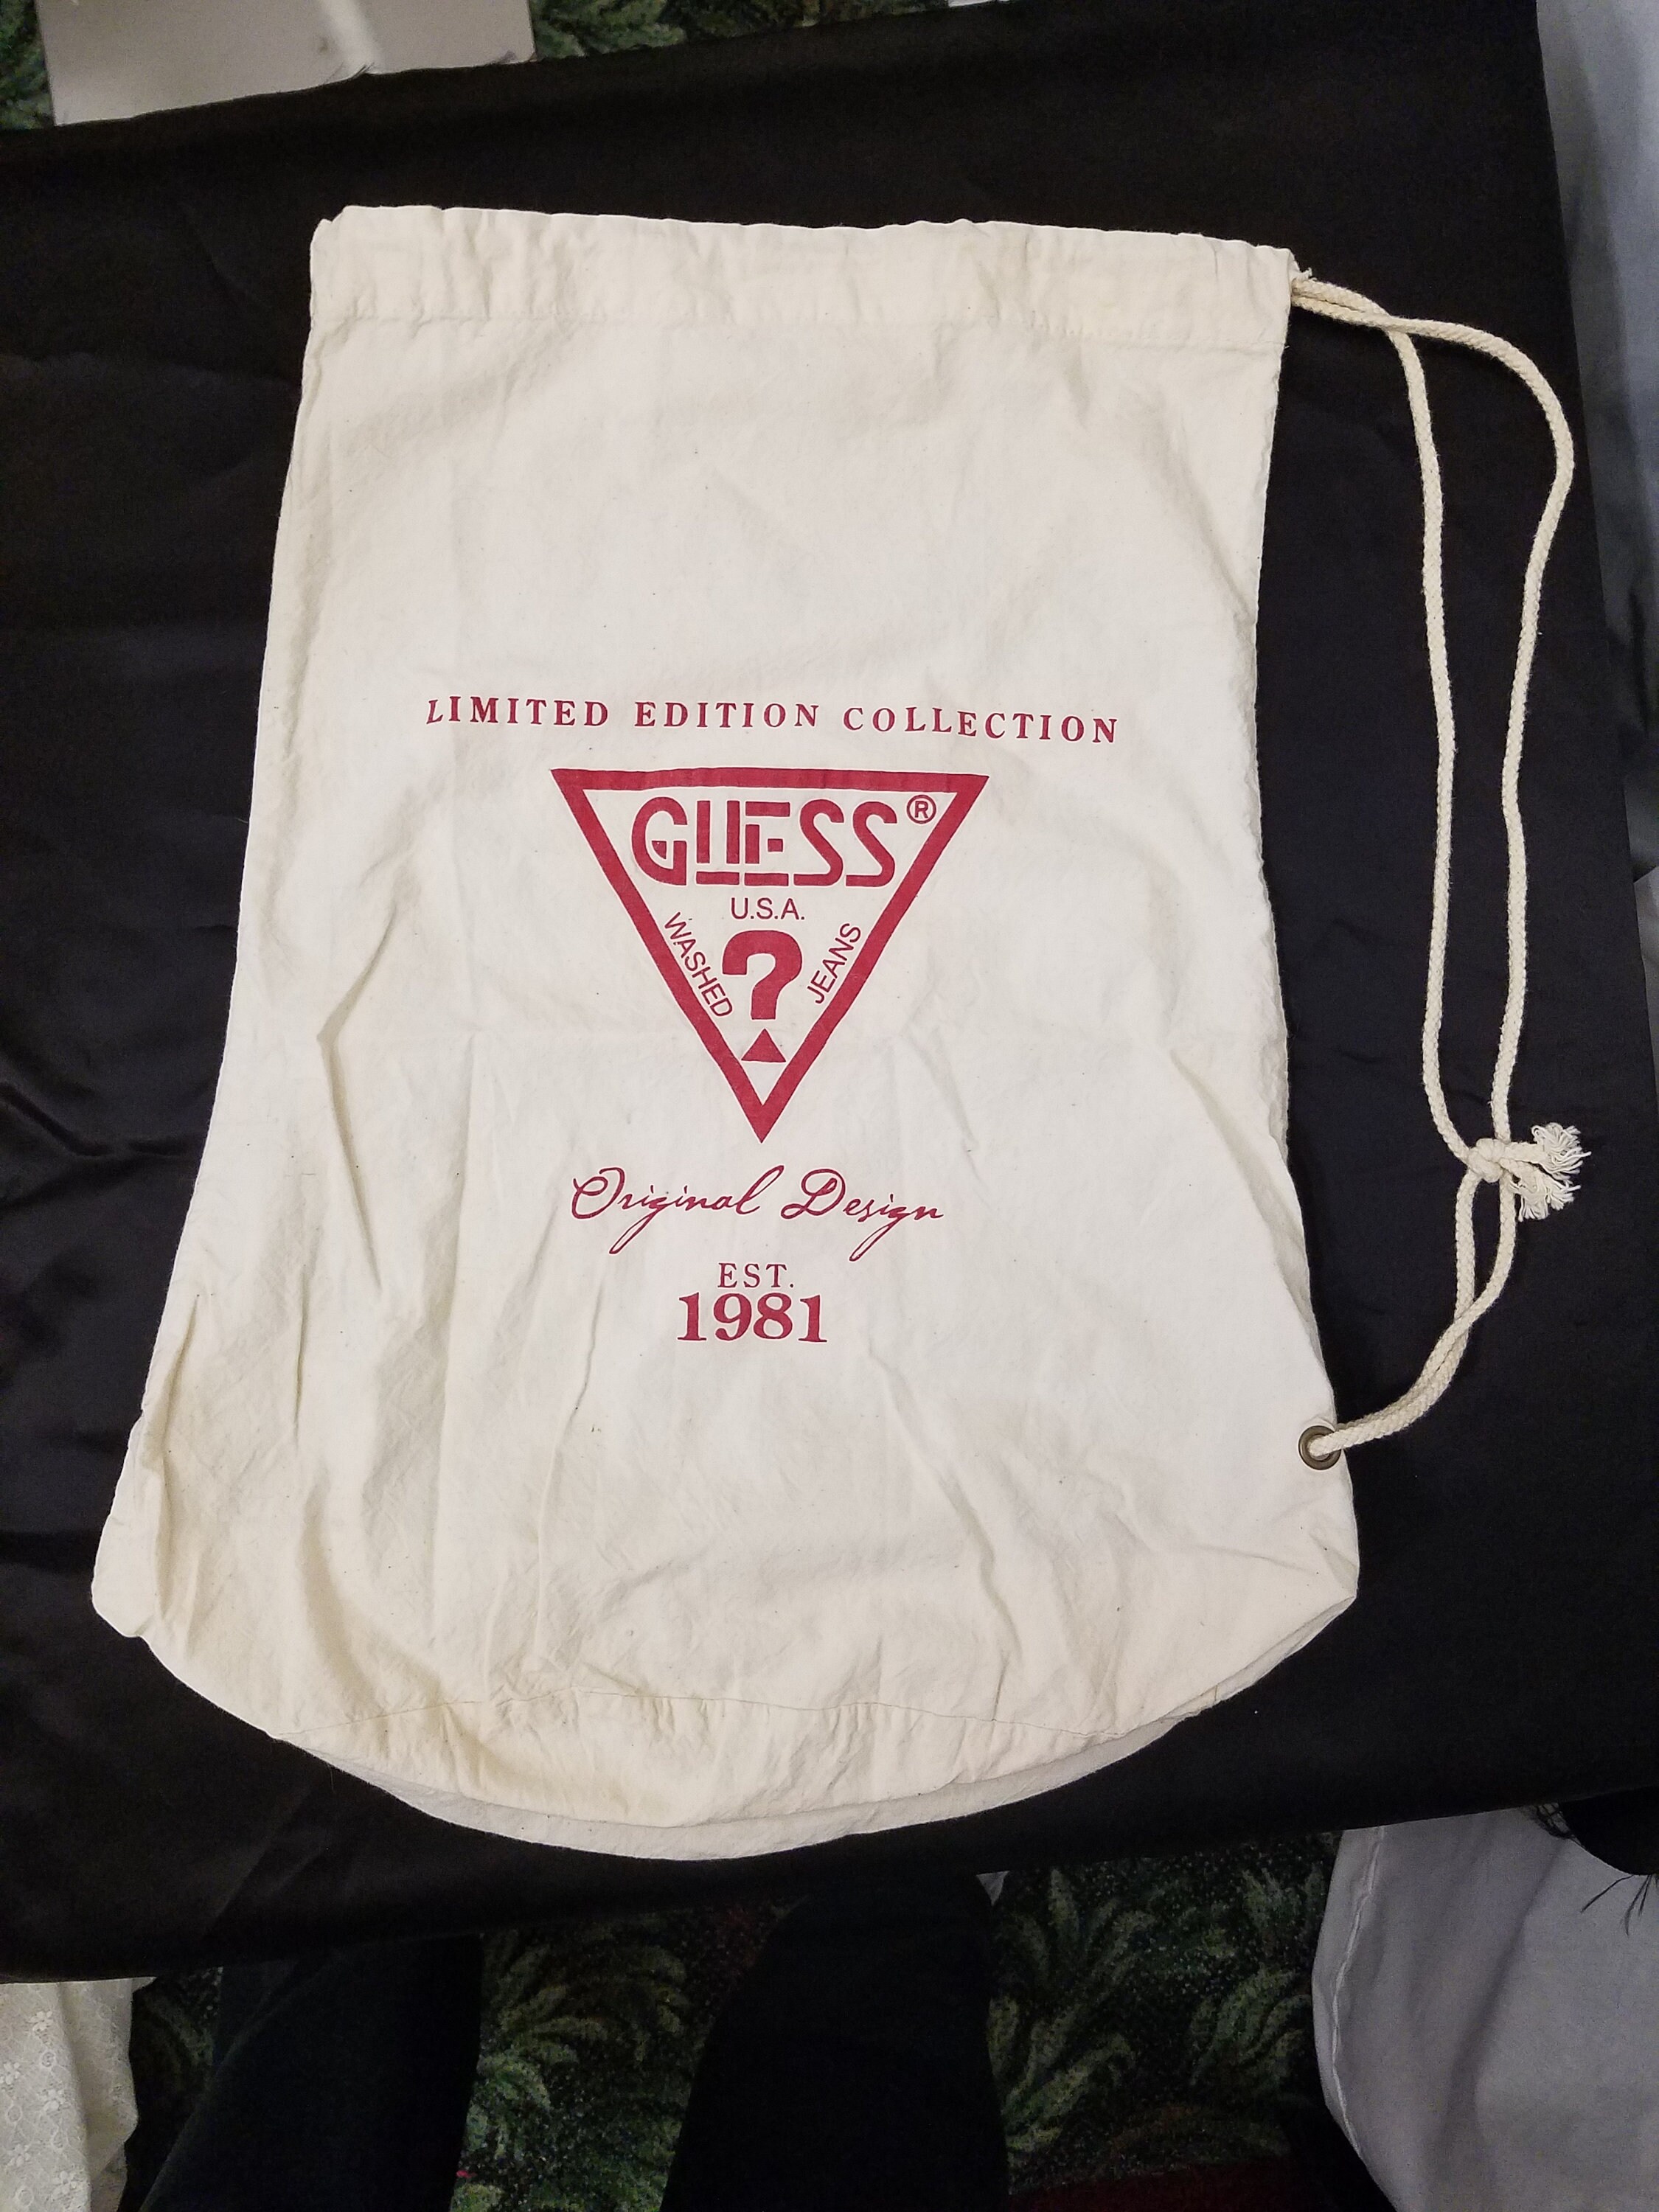 LIMITED EDITION COLLECTION
GUESS®
U.S.A.
WASHED ? JEANS
Original Design
EST.
1981